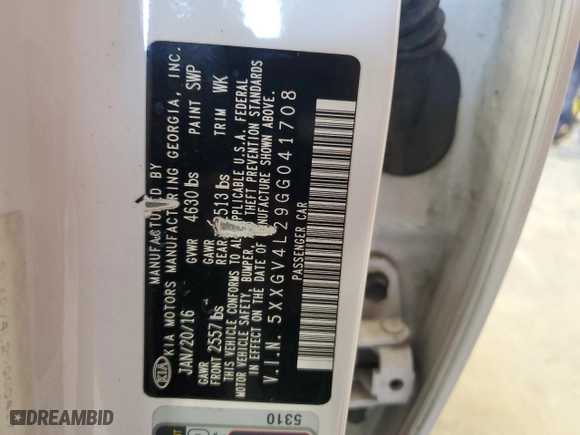 MANUFACTURED BY
KIA KIA MOTORS MANUFACTURING GEORGIA, INC.
JAN/20/16 GVWR 4630 lbs PAINT SWP
GAWR FRONT 2557 lbs GAWR REAR 2513 lbs TRIM WK
THIS VEHICLE CONFORMS TO ALL APPLICABLE U.S.A. FEDERAL
MOTOR VEHICLE SAFETY, BUMPER, THEFT PREVENTION STANDARDS
IN EFFECT ON THE DATE OF MANUFACTURE SHOWN ABOVE.
V.I.N. 5XXGV4L29GG041708
PASSENGER CAR
5310
DREAMBID